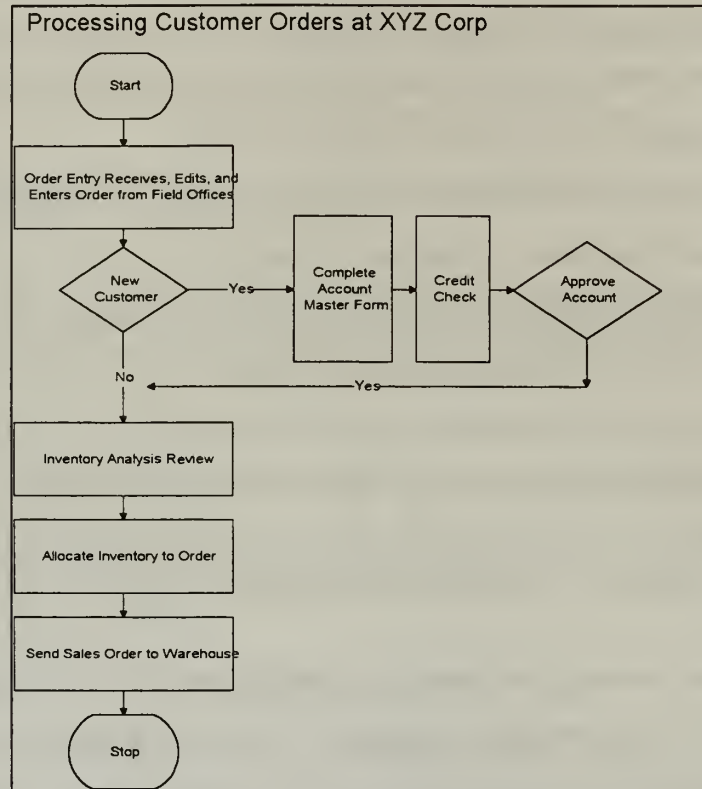 Processing Customer Orders at XYZ Corp
Start
Order Entry Receives, Edits, and
Enters Order from Field Offices
New
Customer
Yes
Complete
Account
Master Form
Credit
Check
Approve
Account
No
Yes
Inventory Analysis Review
Allocate Inventory to Order
Send Sales Order to Warehouse
Stop